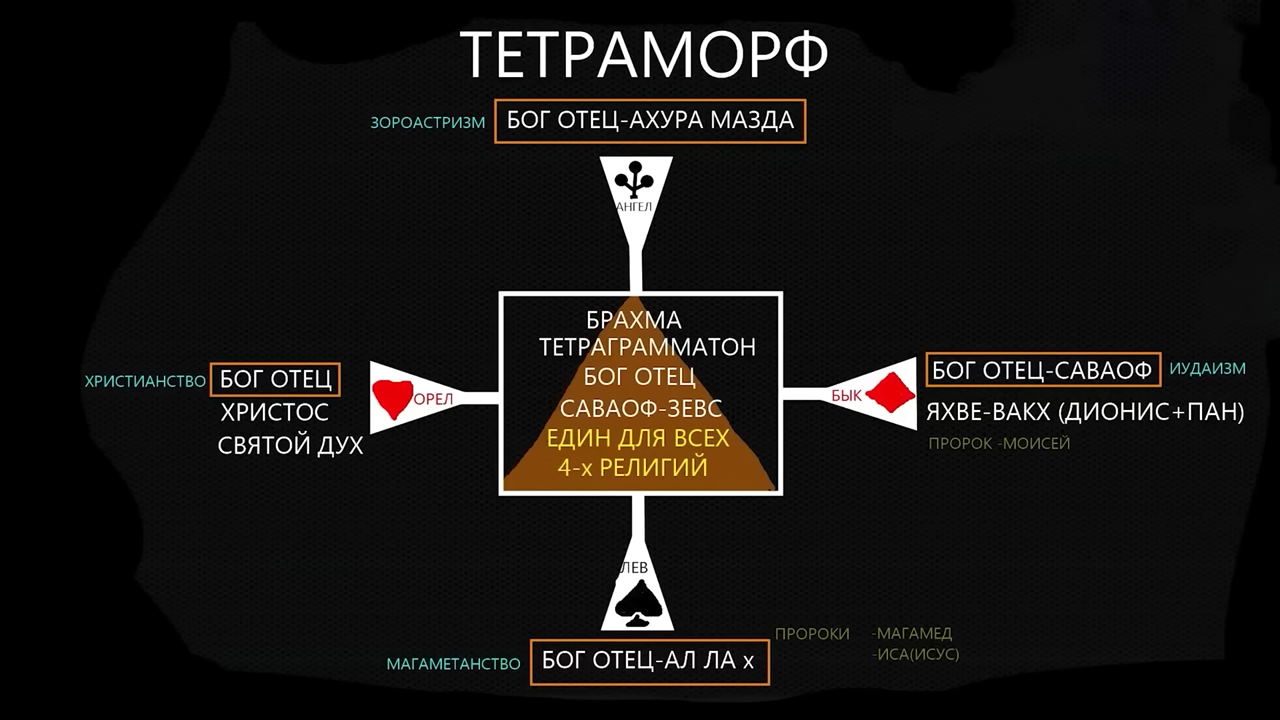 ТЕТРАМОРФ
ЗОРОАСТРИЗМ
БОГ ОТЕЦ-АХУРА МАЗДА
АНГЕЛ
БРАХМА
ТЕТРАГРАММАТОН
БОГ ОТЕЦ
САВАОФ-ЗЕВС
ЕДИН ДЛЯ ВСЕХ
4-х РЕЛИГИЙ
ХРИСТИАНСТВО
БОГ ОТЕЦ
ХРИСТОС
СВЯТОЙ ДУХ
ОРЕЛ
БЫК
БОГ ОТЕЦ-САВАОФ
ИУДАИЗМ
ЯХВЕ-ВАКХ (ДИОНИС+ПАН)
ПРОРОК -МОИСЕЙ
ЛЕВ
МАГАМЕТАНСТВО
БОГ ОТЕЦ-АЛ ЛА х
ПРОРОКИ -МАГАМЕД
-ИСА(ИСУС)